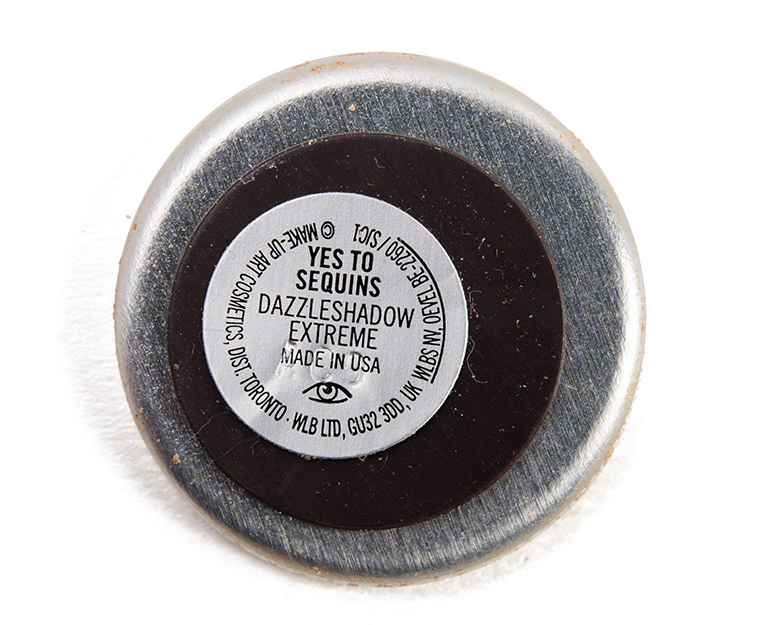 YES TO
SEQUINS
DAZZLESHADOW
EXTREME
MADE IN USA
© MAKE-UP ART COSMETICS, DIST. TORONTO · WLB LTD, GU32 3DD, UK WLBS NV, OEVEL BE-2260 / SJC1